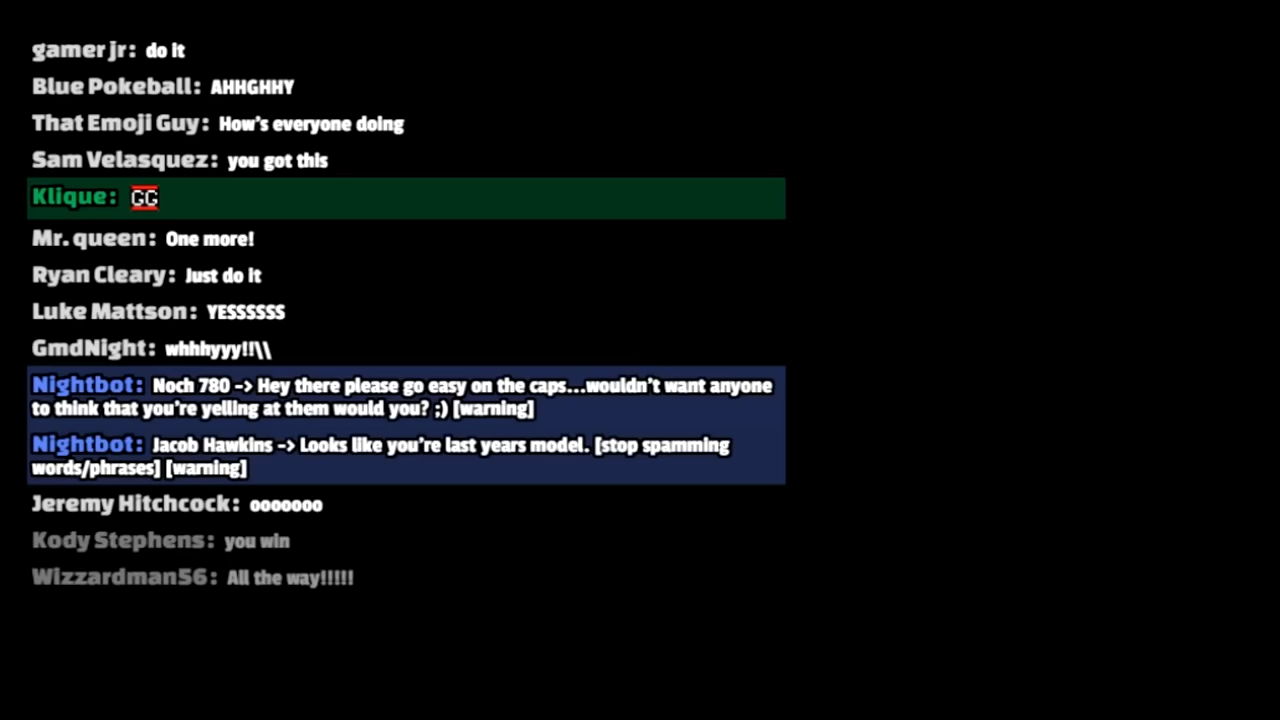 gamer jr: do it
Blue Pokeball: AHHGHHY
That Emoji Guy: How's everyone doing
Sam Velasquez: you got this
Klique: GG
Mr. queen: One more!
Ryan Cleary: Just do it
Luke Mattson: YESSSSSS
GmdNight: whhhyyy!!\\
Nightbot: Noch 780 -> Hey there please go easy on the caps...wouldn't want anyone
to think that you're yelling at them would you? ;) [warning]
Nightbot: Jacob Hawkins -> Looks like you're last years model. [stop spamming
words/phrases] [warning]
Jeremy Hitchcock: ooooooo
Kody Stephens: you win
Wizzardman56: All the way!!!!!